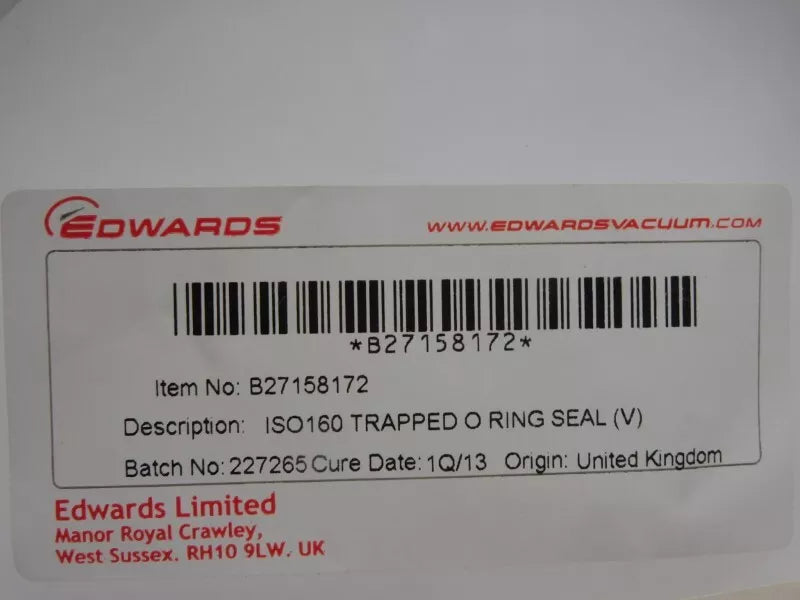 EDWARDS
WWW.EDWARDSVACUUM.COM
*B27158172*
Item No: B27158172
Description: ISO160 TRAPPED O RING SEAL (V)
Batch No: 227265 Cure Date: 1Q/13 Origin: United Kingdom
Edwards Limited
Manor Royal Crawley,
West Sussex. RH10 9LW. UK